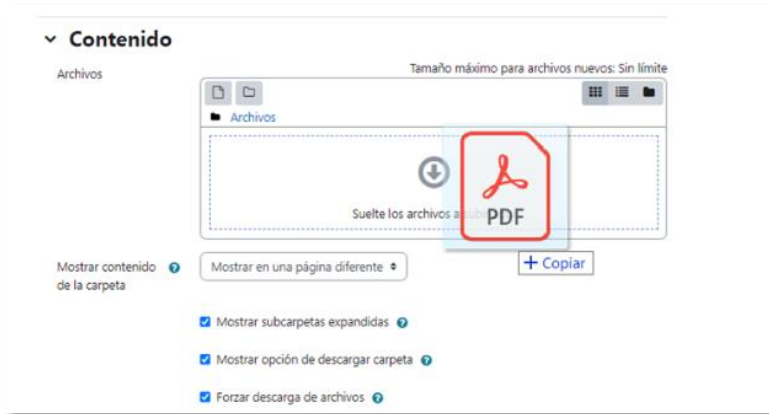 Contenido
Archivos
Tamaño máximo para archivos nuevos: Sin límite
Archivos
Suelte los archivos a
PDF
Mostrar contenido
de la carpeta
Mostrar en una página diferente
+ Copiar
Mostrar subcarpetas expandidas
Mostrar opción de descargar carpeta
Forzar descarga de archivos